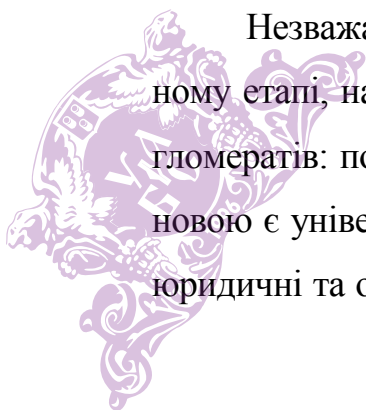 Незважа
ному етапі, на
гломератів: по
новою є уніве
юридичні та о